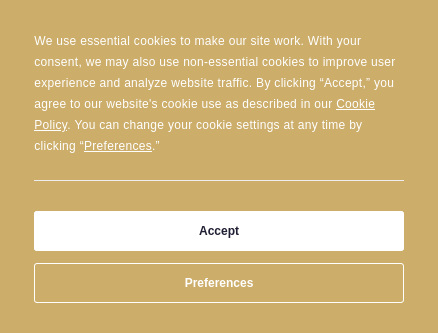 We use essential cookies to make our site work. With your
consent, we may also use non-essential cookies to improve user
experience and analyze website traffic. By clicking “Accept,” you
agree to our website's cookie use as described in our Cookie
Policy. You can change your cookie settings at any time by
clicking “Preferences.”
Accept
Preferences